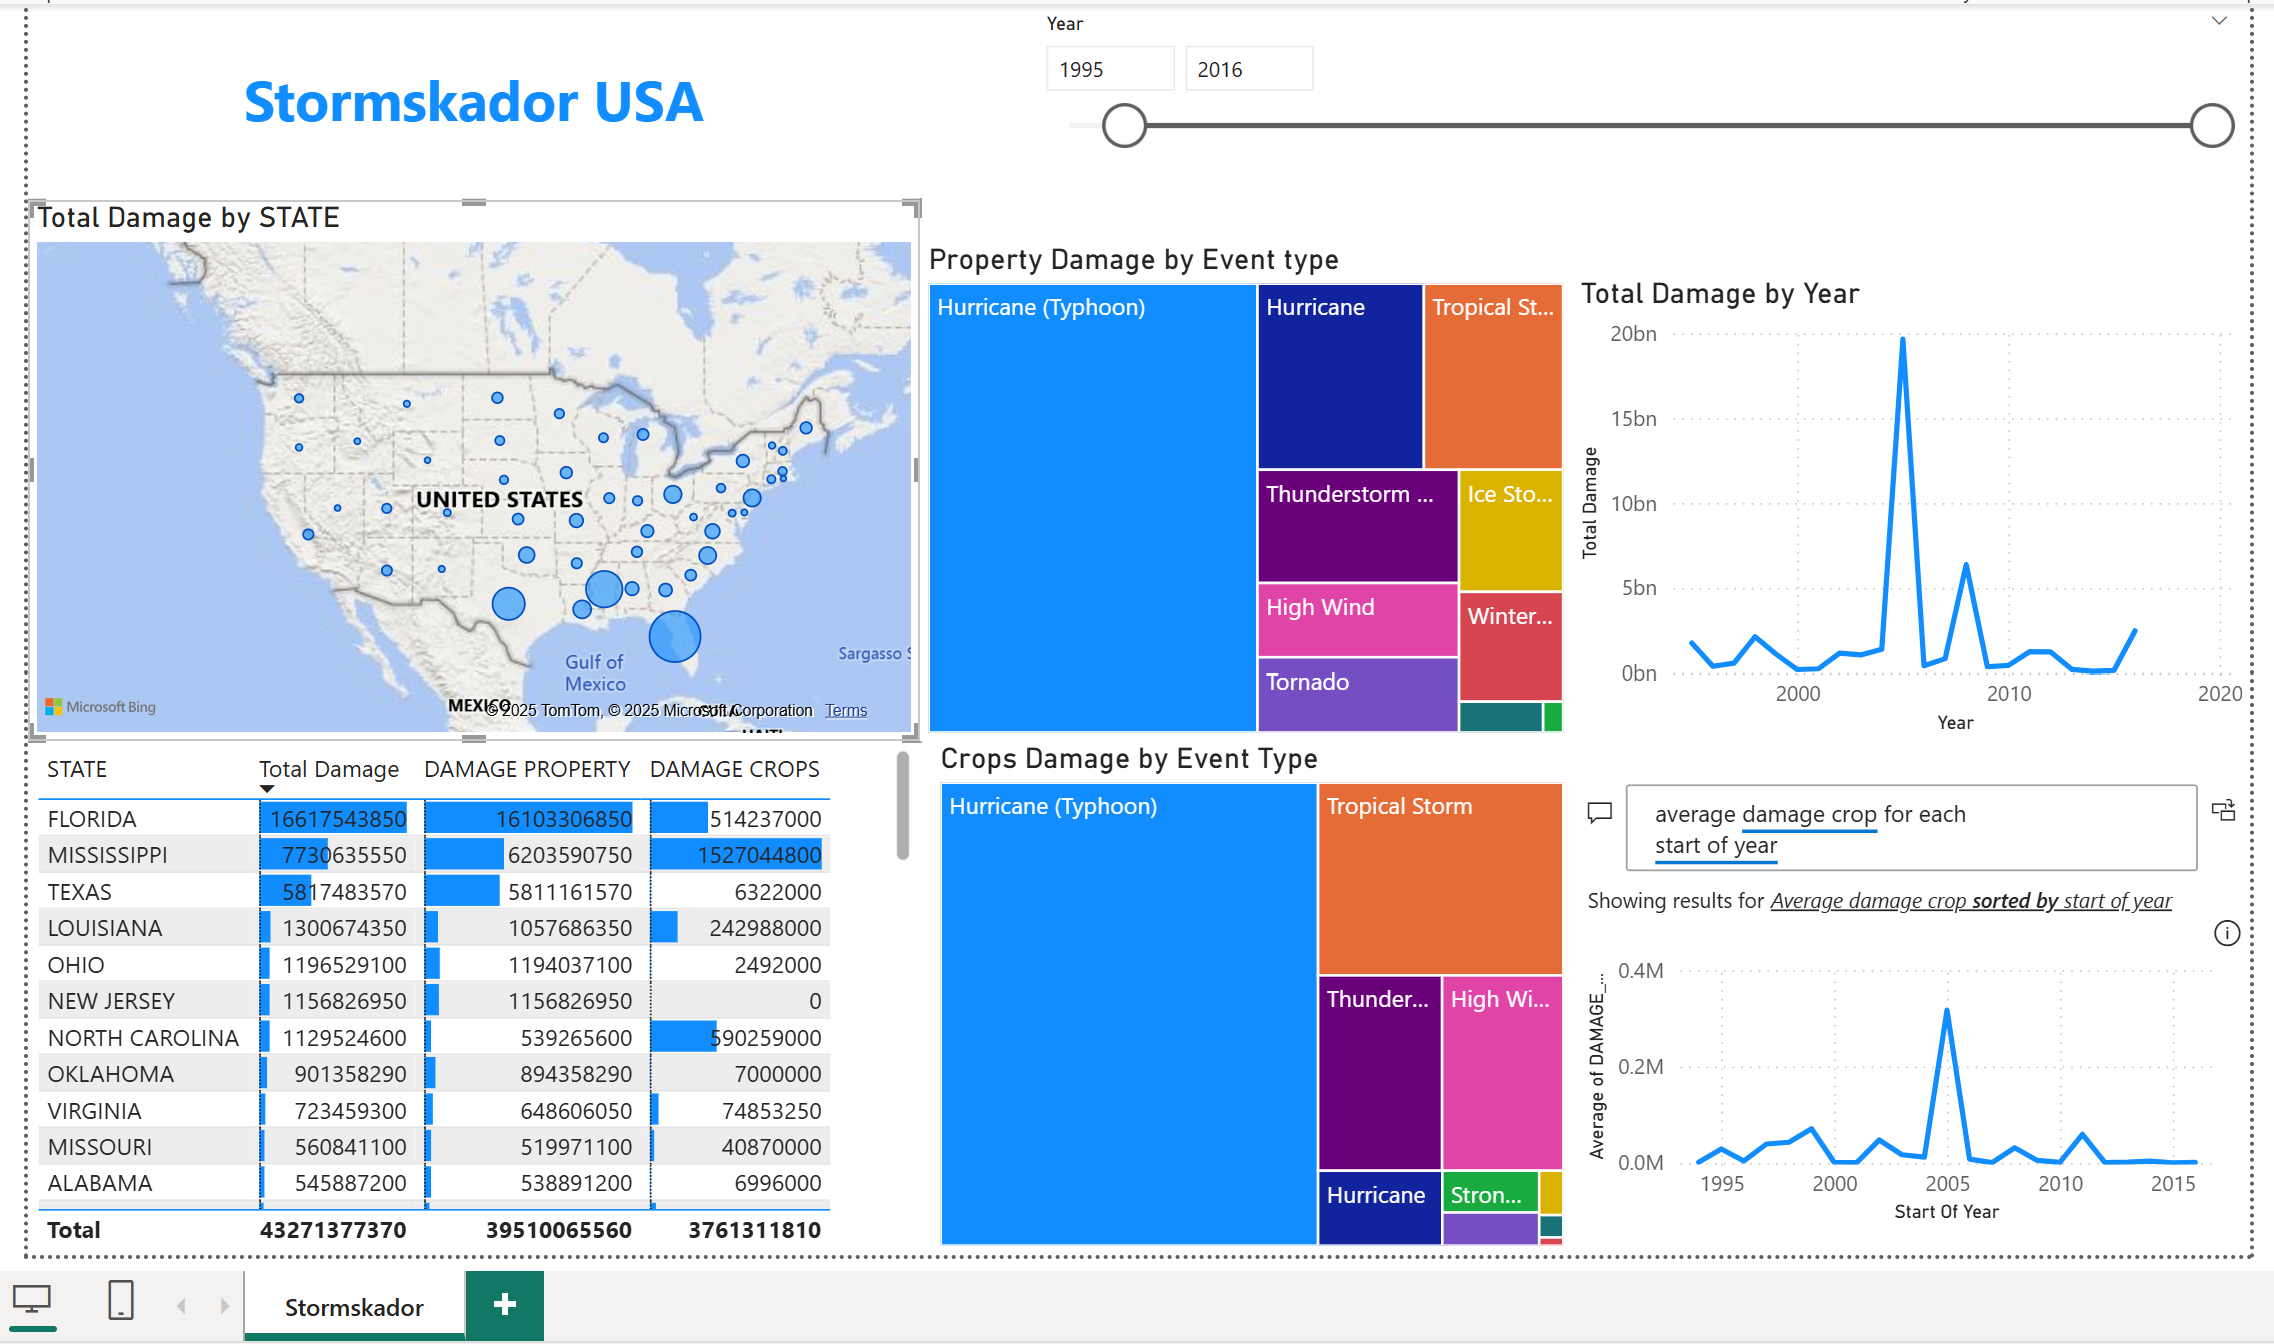 Year
1995 2016
Stormskador USA
Total Damage by STATE
UNITED STATES
Gulf of
Mexico
Sargasso S
MEXICO
Microsoft Bing
© 2025 TomTom, © 2025 Microsoft Corporation Terms
Property Damage by Event type
Hurricane (Typhoon)
Hurricane
Tropical St...
Thunderstorm ...
Ice Sto...
High Wind
Winter...
Tornado
Total Damage by Year
Total Damage
20bn
15bn
10bn
5bn
0bn
2000 2010 2020
Year
STATE Total Damage DAMAGE PROPERTY DAMAGE CROPS
FLORIDA 16617543850 16103306850 514237000
MISSISSIPPI 7730635550 6203590750 1527044800
TEXAS 5817483570 5811161570 6322000
LOUISIANA 1300674350 1057686350 242988000
OHIO 1196529100 1194037100 2492000
NEW JERSEY 1156826950 1156826950 0
NORTH CAROLINA 1129524600 539265600 590259000
OKLAHOMA 901358290 894358290 7000000
VIRGINIA 723459300 648606050 74853250
MISSOURI 560841100 519971100 40870000
ALABAMA 545887200 538891200 6996000
Total 43271377370 39510065560 3761311810
Crops Damage by Event Type
Hurricane (Typhoon)
Tropical Storm
Thunder...
High Wi...
Hurricane
Stron...
average damage crop for each
start of year
Showing results for Average damage crop sorted by start of year
Average of DAMAGE_...
0.4M
0.2M
0.0M
1995 2000 2005 2010 2015
Start Of Year
Stormskador